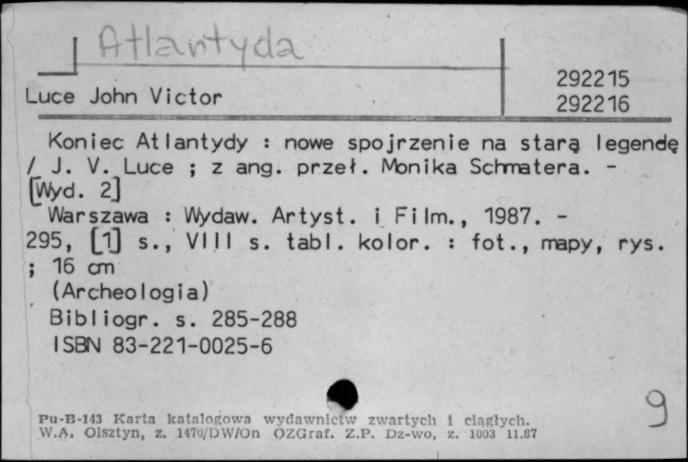 Atlantyda
292215
Luce John Victor
292216
Koniec Atlantydy : nowe spojrzenie na starą legendę
/ J. V. Luce ; z ang. przeł. Monika Schmatera. -
[Wyd. 2]
Warszawa : Wydaw. Artyst. i Film., 1987. -
295, [1] s., VIII s. tabl. kolor. : fot., mapy, rys.
; 16 cm
(Archeologia)
Bibliogr. s. 285-288
ISBN 83-221-0025-6
9
Pu-B-143 Karta katalogowa wydawnictw zwartych i ciągłych.
W.A. Olsztyn, z. 1470/DW/On OZGraf. Z.P. Dz-wo, z. 1003 11.87